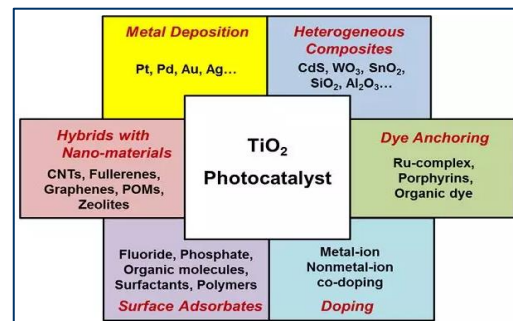 Metal Deposition
Pt, Pd, Au, Ag…
Heterogeneous
Composites
CdS, WO3, SnO2,
SiO2, Al2O3…
Hybrids with
Nano-materials
CNTs, Fullerenes,
Graphenes, POMs,
Zeolites
TiO2
Photocatalyst
Dye Anchoring
Ru-complex,
Porphyrins,
Organic dye
Fluoride, Phosphate,
Organic molecules,
Surfactants, Polymers
Surface Adsorbates
Metal-ion
Nonmetal-ion
co-doping
Doping